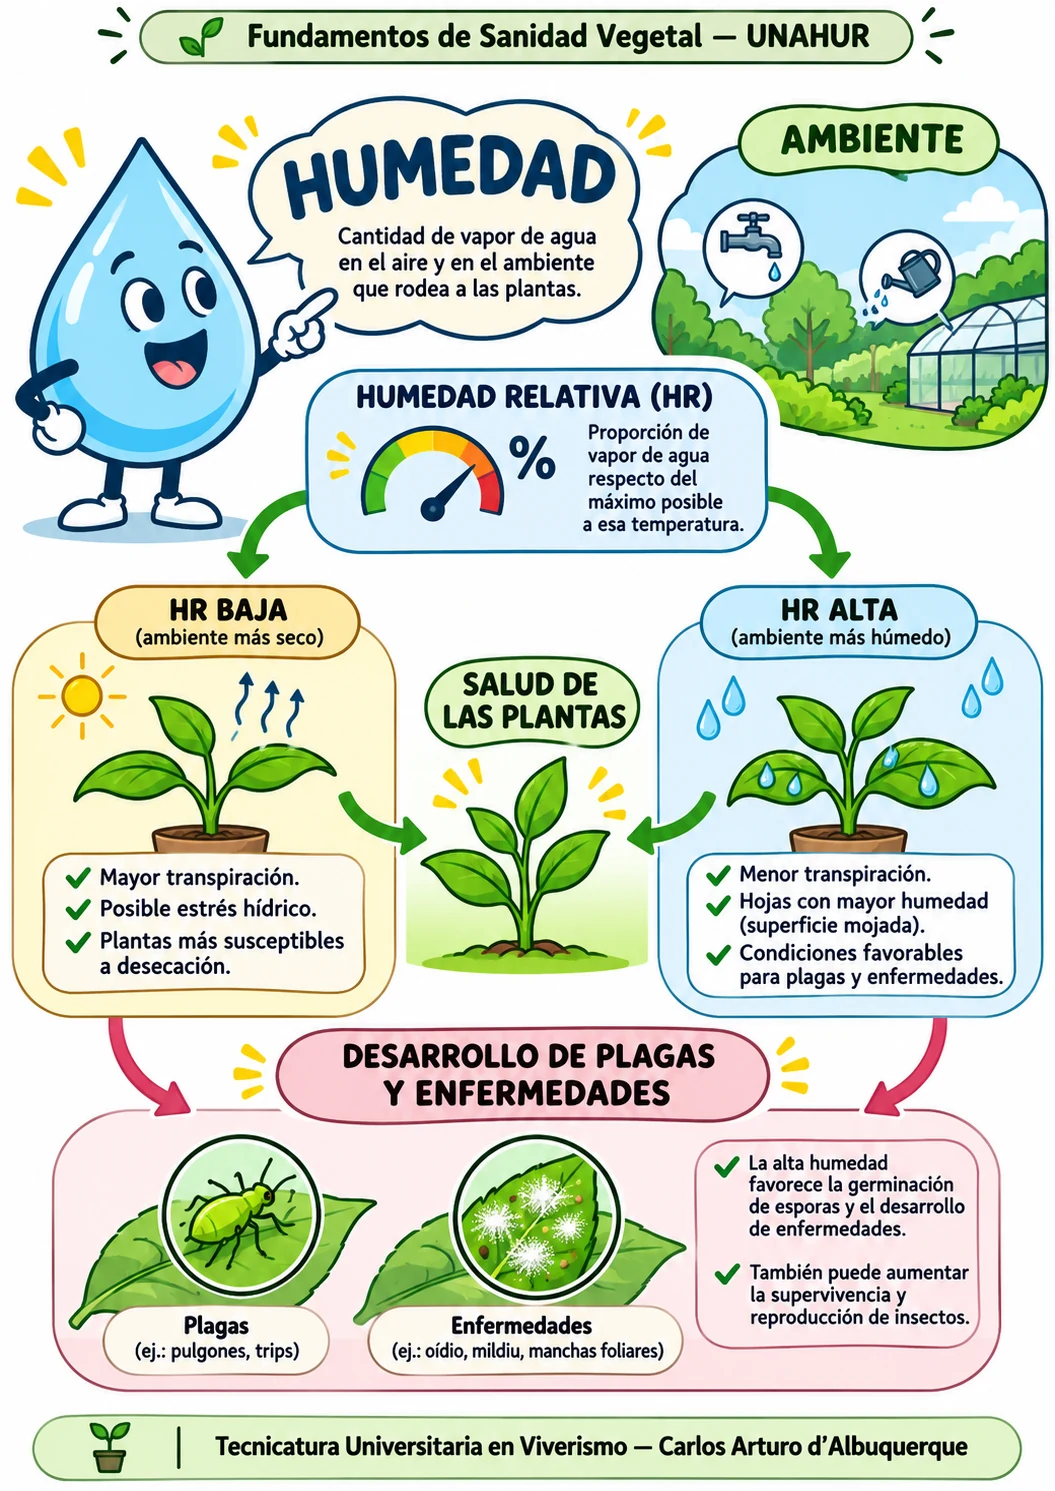 Fundamentos de Sanidad Vegetal — UNAHUR
HUMEDAD
Cantidad de vapor de agua
en el aire y en el ambiente
que rodea a las plantas.
AMBIENTE
HUMEDAD RELATIVA (HR)
%
Proporción de
vapor de agua
respecto del
máximo posible
a esa temperatura.
HR BAJA
(ambiente más seco)
Mayor transpiración.
Posible estrés hídrico.
Plantas más susceptibles
a desecación.
SALUD DE
LAS PLANTAS
HR ALTA
(ambiente más húmedo)
Menor transpiración.
Hojas con mayor humedad
(superficie mojada).
Condiciones favorables
para plagas y enfermedades.
DESARROLLO DE PLAGAS
Y ENFERMEDADES
Plagas
(ej.: pulgones, trips)
Enfermedades
(ej.: oídio, mildiu, manchas foliares)
La alta humedad
favorece la germinación
de esporas y el desarrollo
de enfermedades.
También puede aumentar
la supervivencia y
reproducción de insectos.
Tecnicatura Universitaria en Viverismo — Carlos Arturo d'Albuquerque